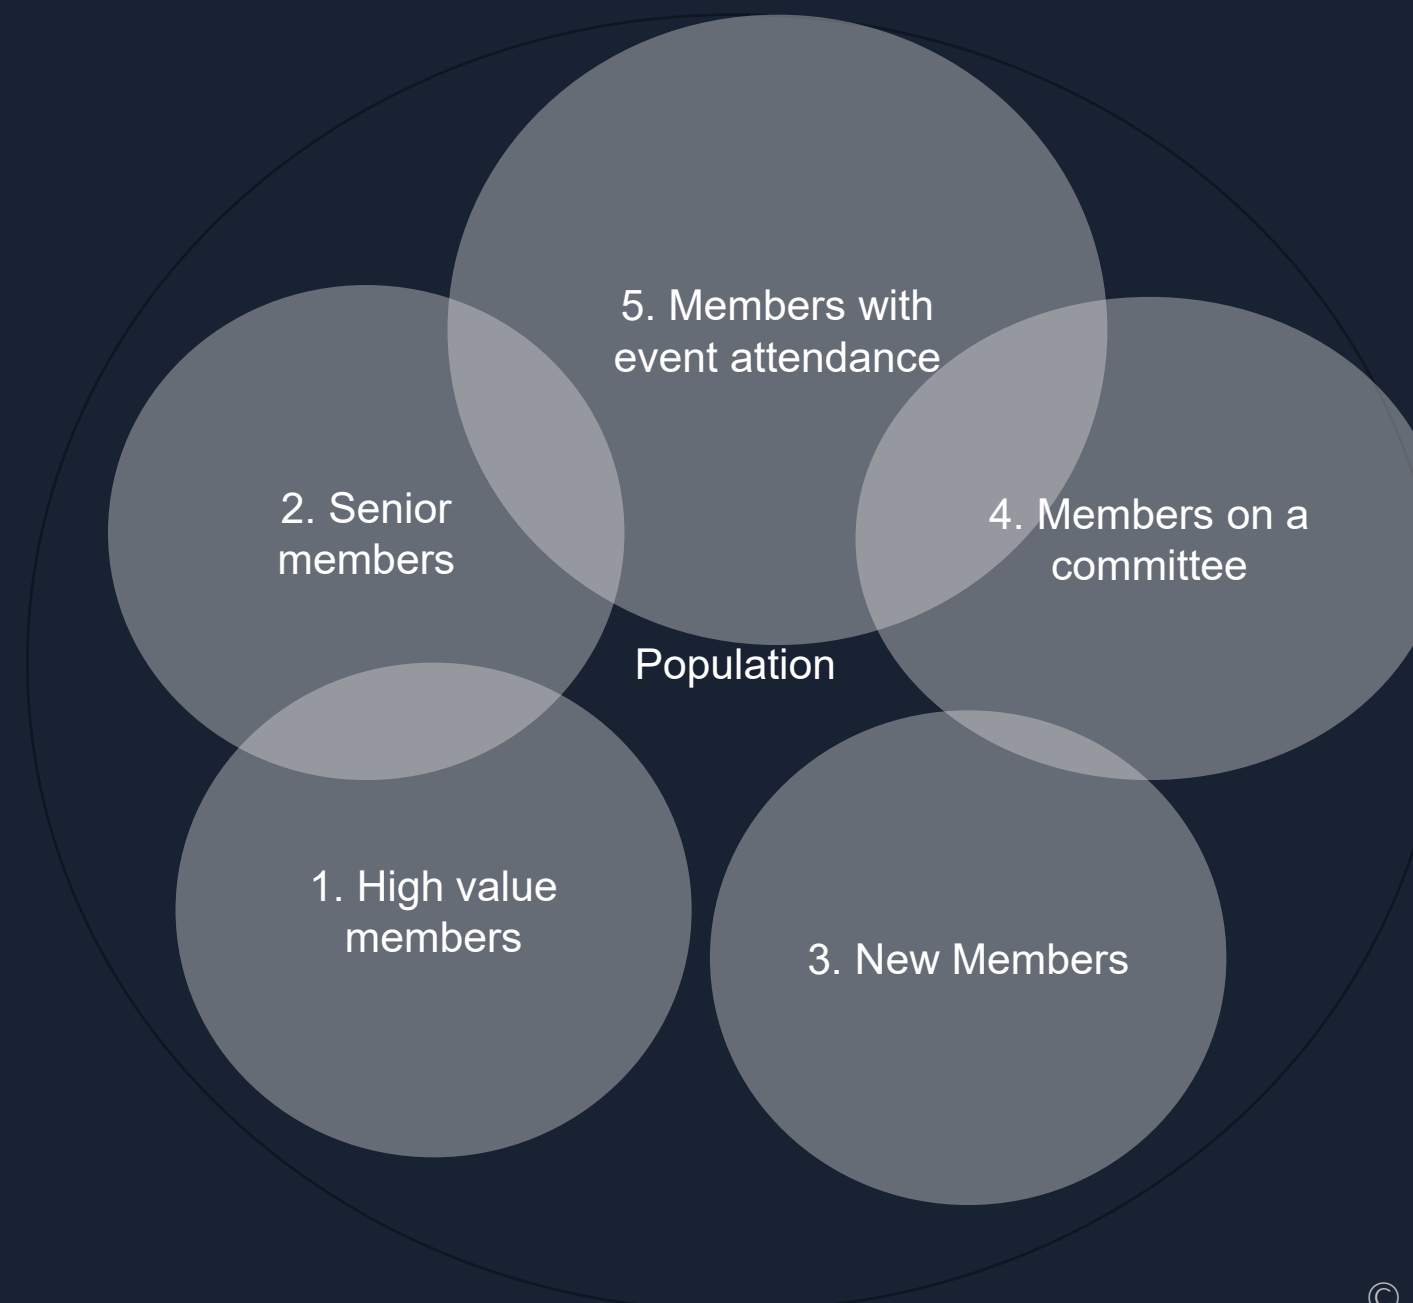 5. Members with
event attendance
2. Senior
members
4. Members on a
committee
Population
1. High value
members
3. New Members
©